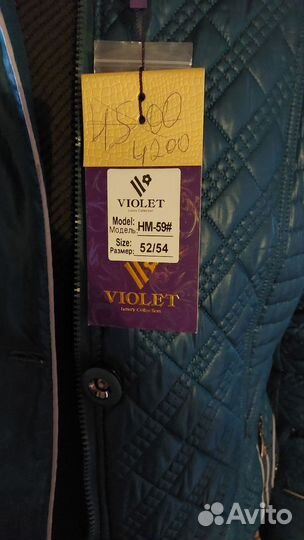 4500
4200
VIOLET
Luxury Collection
Model:
Модель: HM-59#
Size:
Размер: 52/54
VIOLET
luxury Collection
Avito